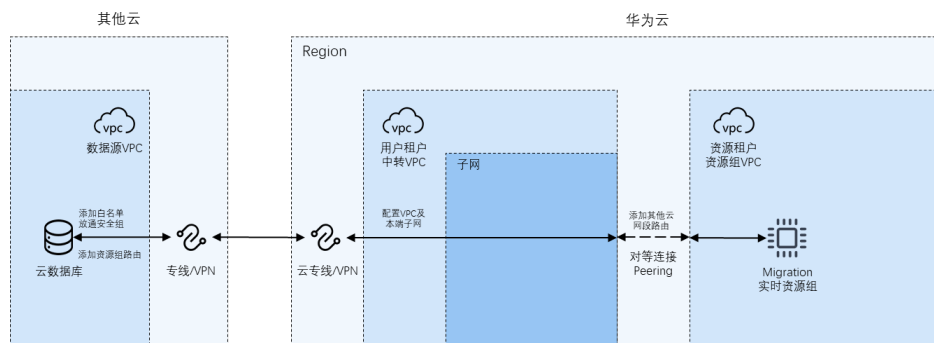 其他云
华为云
Region
vpc
数据源VPC
vpc
用户租户
中转VPC
子网
vpc
资源租户
资源组VPC
添加白名单
放通安全组
添加资源组路由
云数据库
专线/VPN
云专线/VPN
配置VPC及
本端子网
添加其他云
网段路由
对等连接
Peering
Migration
实时资源组